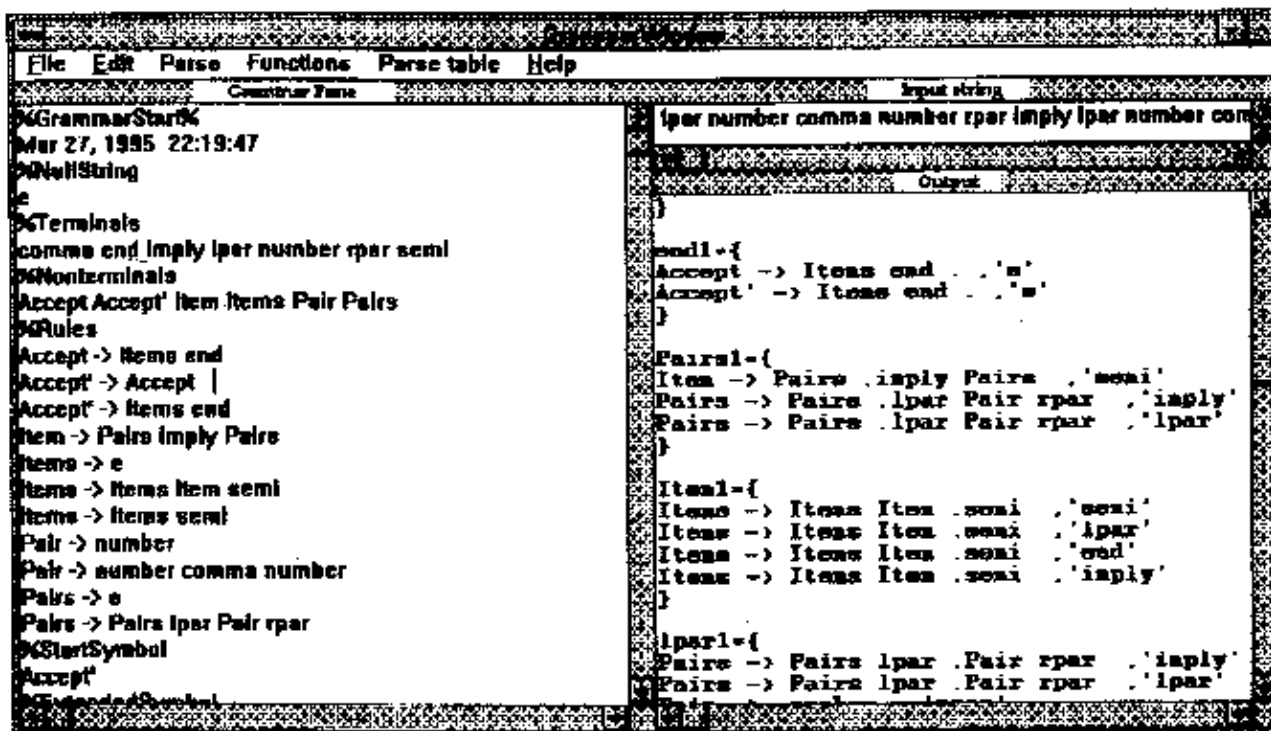 Grammar Window
File Edit Parse Functions Parse table Help
Grammar Pane
%GrammarStart%
Mar 27, 1995 22:19:47
%NullString
e
%Terminals
comma end imply lpar number rpar semi
%Nonterminals
Accept Accept' Item Items Pair Pairs
%Rules
Accept -> Items end
Accept' -> Accept
Accept' -> Items end
Item -> Pairs imply Pairs
Items -> e
Items -> Items Item semi
Items -> Items semi
Pair -> number
Pair -> number comma number
Pairs -> e
Pairs -> Pairs lpar Pair rpar
%StartSymbol
Accept'
%ExtendedSymbol
Input string
lpar number comma number rpar imply lpar number com
Output
}
end1={
Accept -> Items end . ,'e'
Accept' -> Items end . ,'e'
}
Pairs1={
Item -> Pairs .imply Pairs ,'semi'
Pairs -> Pairs .lpar Pair rpar ,'imply'
Pairs -> Pairs .lpar Pair rpar ,'lpar'
}
Item1={
Items -> Items Item .semi ,'semi'
Items -> Items Item .semi ,'lpar'
Items -> Items Item .semi ,'end'
Items -> Items Item .semi ,'imply'
}
lpar1={
Pairs -> Pairs lpar .Pair rpar ,'imply'
Pairs -> Pairs lpar .Pair rpar ,'lpar'